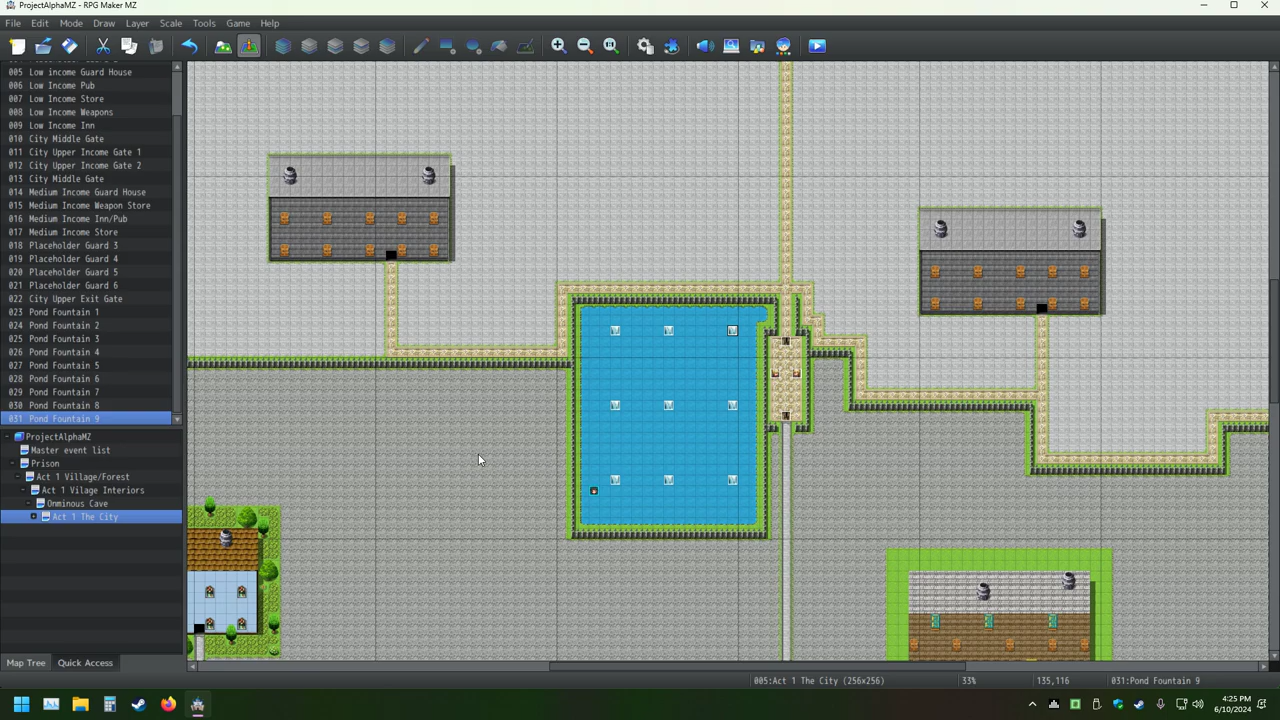 ProjectAlphaMZ - RPG Maker MZ
File Edit Mode Draw Layer Scale Tools Game Help
005 Low Income Guard House
006 Low Income Pub
007 Low Income Store
008 Low Income Weapons
009 Low Income Inn
010 City Middle Gate
011 City Upper Income Gate 1
012 City Upper Income Gate 2
013 City Middle Gate
014 Medium Income Guard House
015 Medium Income Weapon Store
016 Medium Income Inn/Pub
017 Medium Income Store
018 Placeholder Guard 3
019 Placeholder Guard 4
020 Placeholder Guard 5
021 Placeholder Guard 6
022 City Upper Exit Gate
023 Pond Fountain 1
024 Pond Fountain 2
025 Pond Fountain 3
026 Pond Fountain 4
027 Pond Fountain 5
028 Pond Fountain 6
029 Pond Fountain 7
030 Pond Fountain 8
031 Pond Fountain 9
ProjectAlphaMZ
Master event list
Prison
Act 1 Village/Forest
Act 1 Vilage Interiors
Onminous Cave
Act 1 The City
Map Tree Quick Access
005:Act 1 The City (256x256) 33% 135,116 031:Pond Fountain 9
4:25 PM
6/10/2024